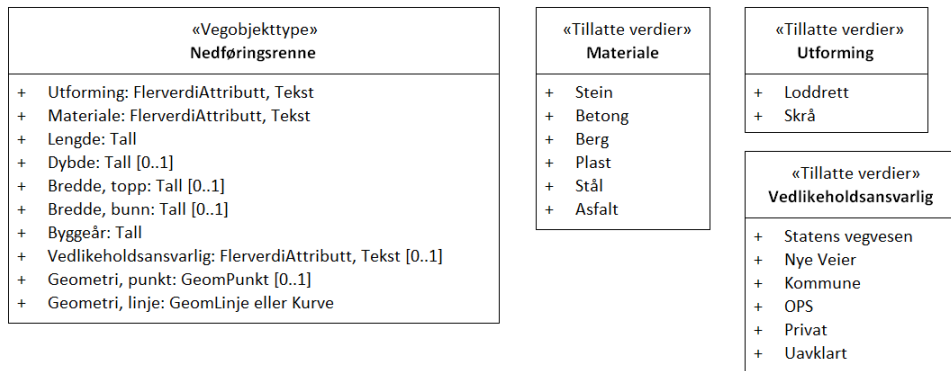 «Vegobjekttype»
Nedføringsrenne
+ Utforming: FlerverdiAttributt, Tekst
+ Materiale: FlerverdiAttributt, Tekst
+ Lengde: Tall
+ Dybde: Tall [0..1]
+ Bredde, topp: Tall [0..1]
+ Bredde, bunn: Tall [0..1]
+ Byggeår: Tall
+ Vedlikeholdsansvarlig: FlerverdiAttributt, Tekst [0..1]
+ Geometri, punkt: GeomPunkt [0..1]
+ Geometri, linje: GeomLinje eller Kurve
«Tillatte verdier»
Materiale
+ Stein
+ Betong
+ Berg
+ Plast
+ Stål
+ Asfalt
«Tillatte verdier»
Utforming
+ Loddrett
+ Skrå
«Tillatte verdier»
Vedlikeholdsansvarlig
+ Statens vegvesen
+ Nye Veier
+ Kommune
+ OPS
+ Privat
+ Uavklart